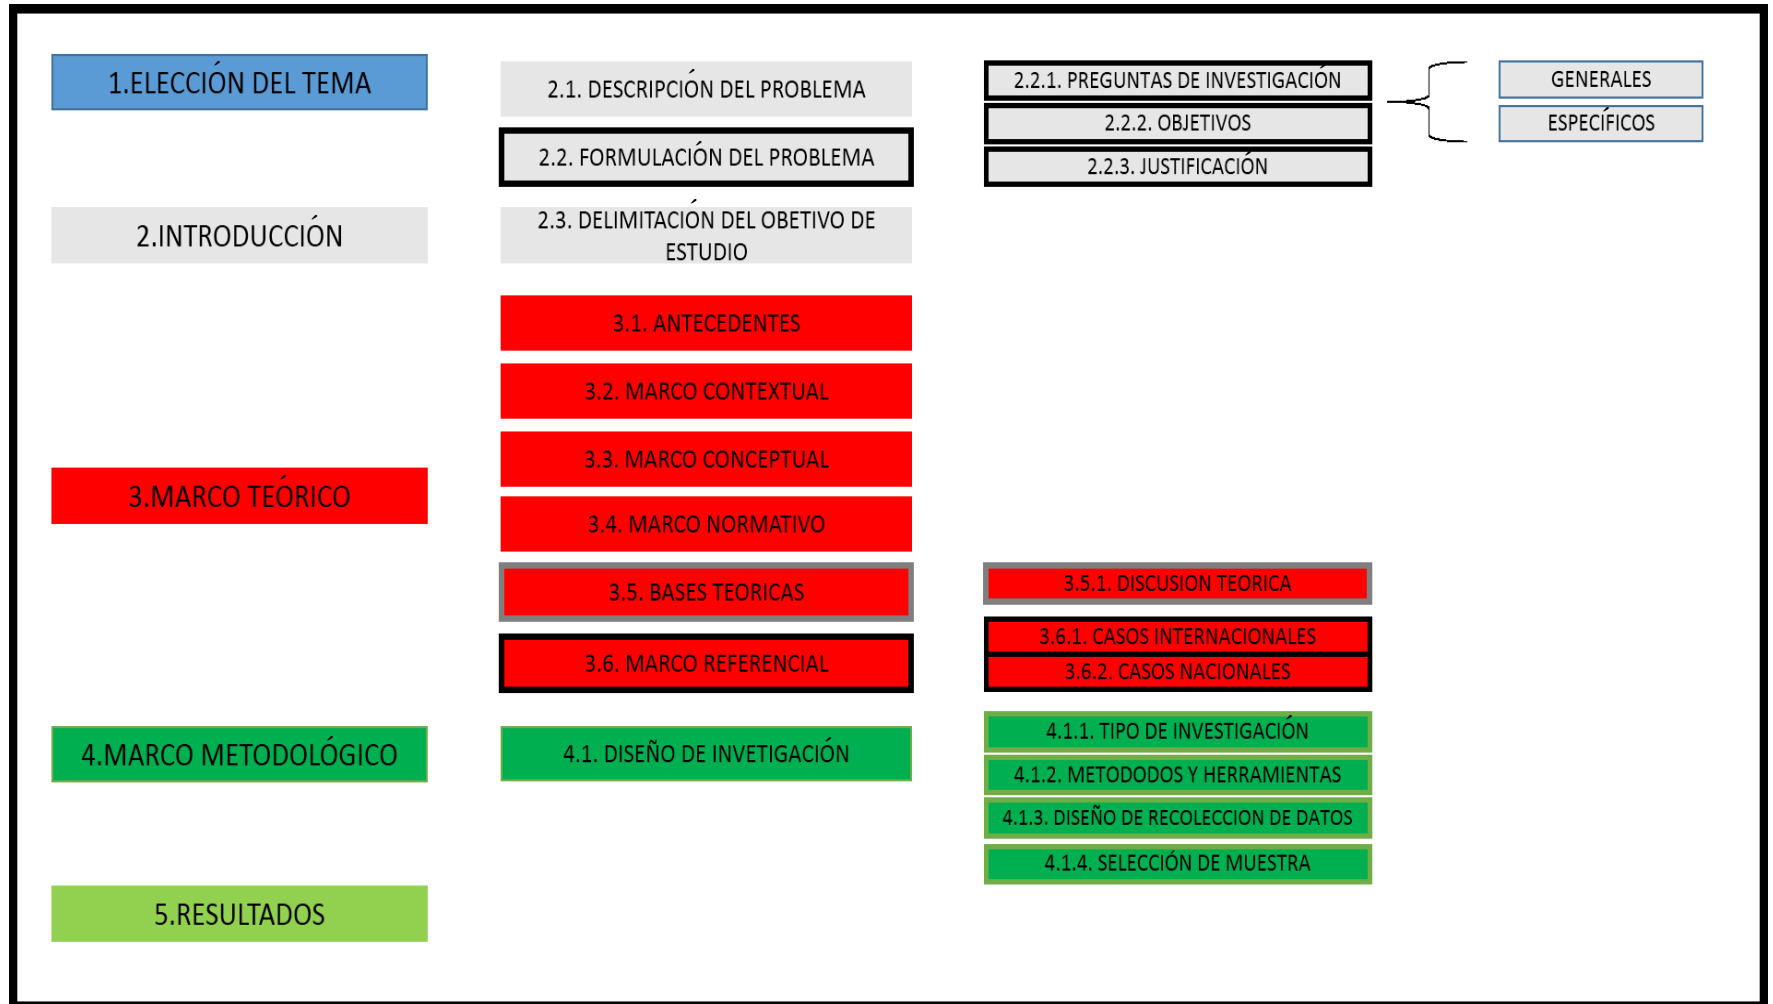 1.ELECCIÓN DEL TEMA
2.1. DESCRIPCIÓN DEL PROBLEMA
2.2.1. PREGUNTAS DE INVESTIGACIÓN
GENERALES
2.2.2. OBJETIVOS
ESPECÍFICOS
2.2. FORMULACIÓN DEL PROBLEMA
2.2.3. JUSTIFICACIÓN
2.INTRODUCCIÓN
2.3. DELIMITACIÓN DEL OBETIVO DE
ESTUDIO
3.1. ANTECEDENTES
3.2. MARCO CONTEXTUAL
3.3. MARCO CONCEPTUAL
3.MARCO TEÓRICO
3.4. MARCO NORMATIVO
3.5. BASES TEORICAS
3.5.1. DISCUSION TEORICA
3.6. MARCO REFERENCIAL
3.6.1. CASOS INTERNACIONALES
3.6.2. CASOS NACIONALES
4.MARCO METODOLÓGICO
4.1. DISEÑO DE INVETIGACIÓN
4.1.1. TIPO DE INVESTIGACIÓN
4.1.2. METODODOS Y HERRAMIENTAS
4.1.3. DISEÑO DE RECOLECCION DE DATOS
4.1.4. SELECCIÓN DE MUESTRA
5.RESULTADOS